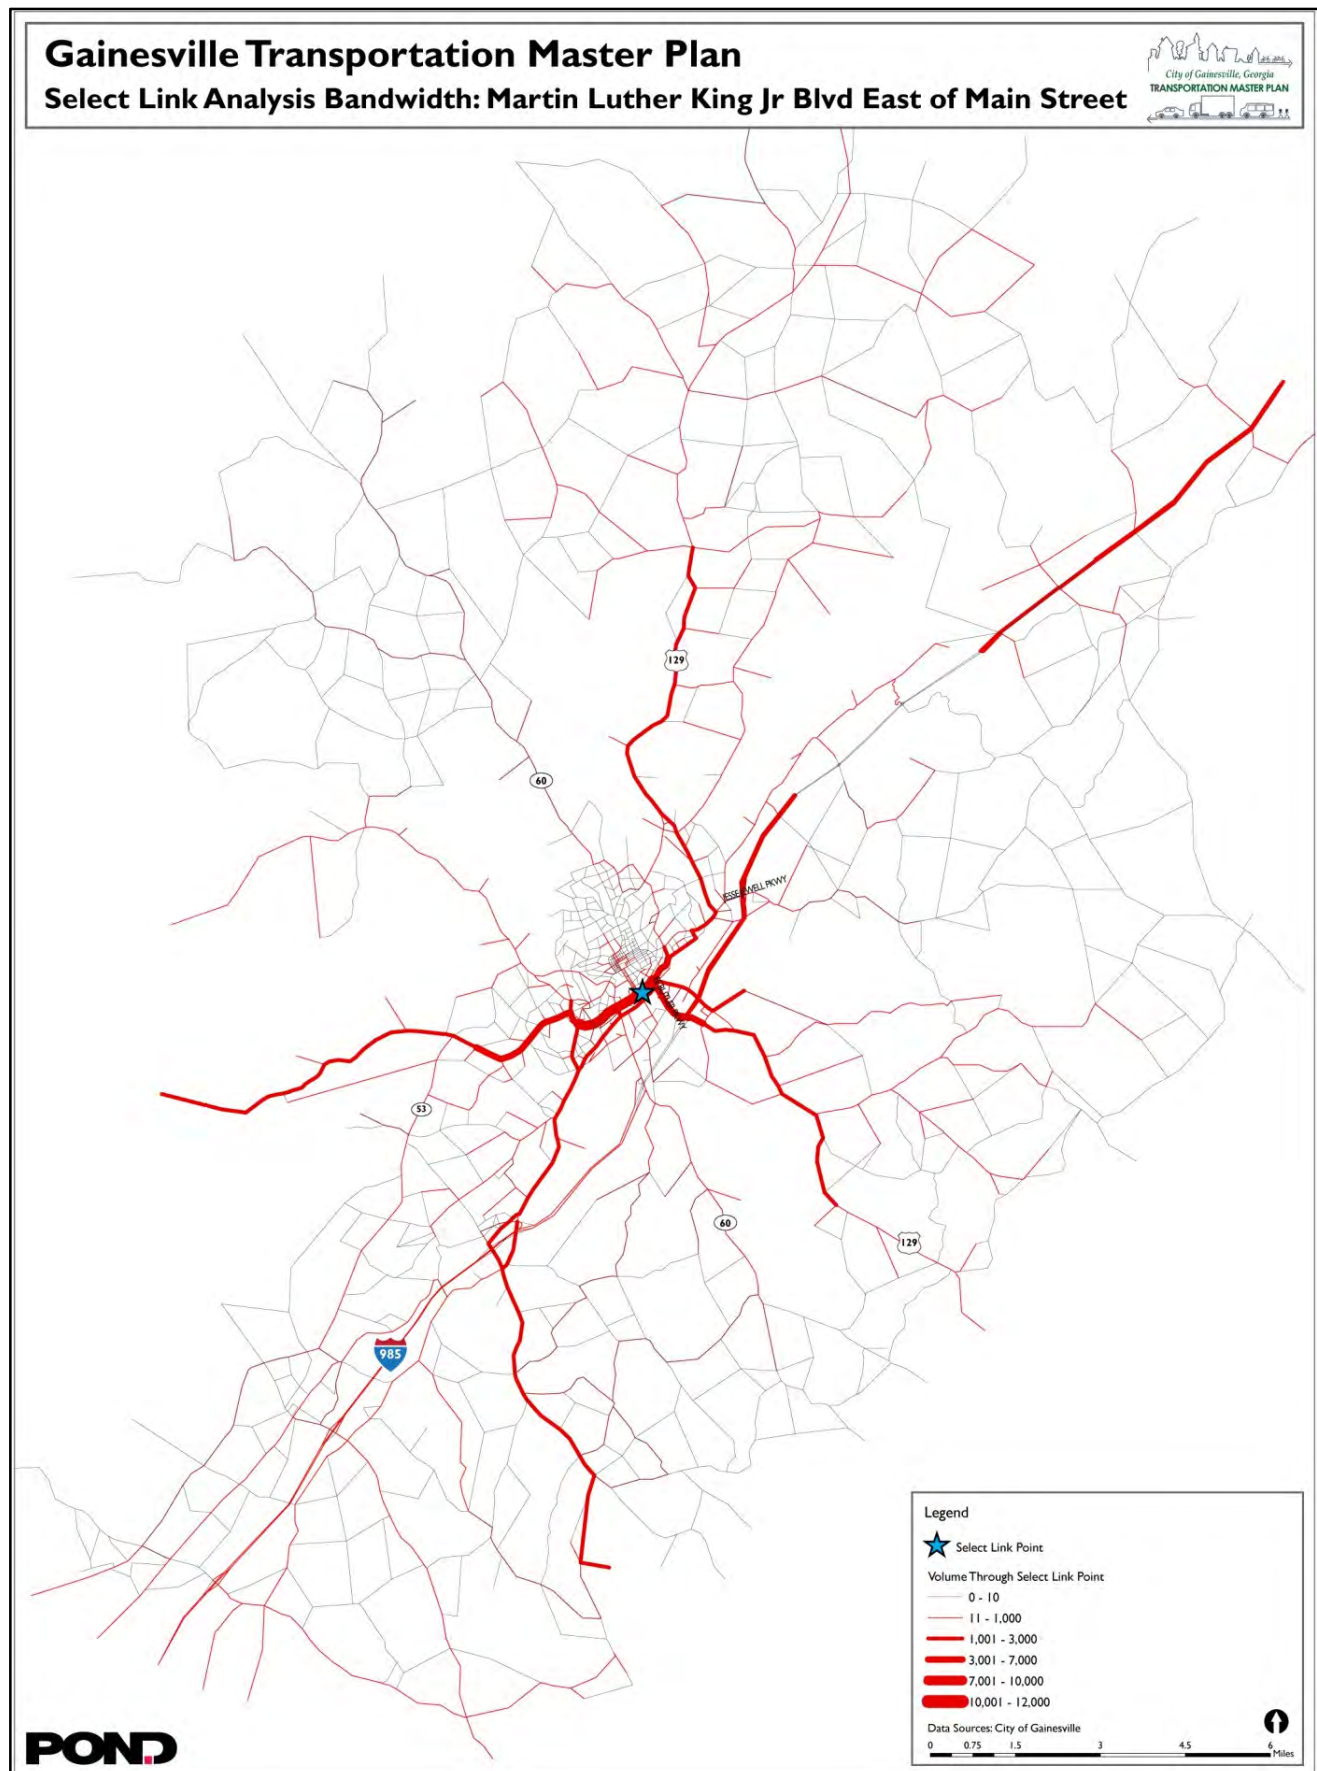 Gainesville Transportation Master Plan
Select Link Analysis Bandwidth: Martin Luther King Jr Blvd East of Main Street
City of Gainesville, Georgia
TRANSPORTATION MASTER PLAN
129
60
JESSE JEWELL PKWY
53
60
129
985
Legend
Select Link Point
Volume Through Select Link Point
0 - 10
11 - 1,000
1,001 - 3,000
3,001 - 7,000
7,001 - 10,000
10,001 - 12,000
Data Sources: City of Gainesville
0 0.75 1.5 3 4.5 6
Miles
POND